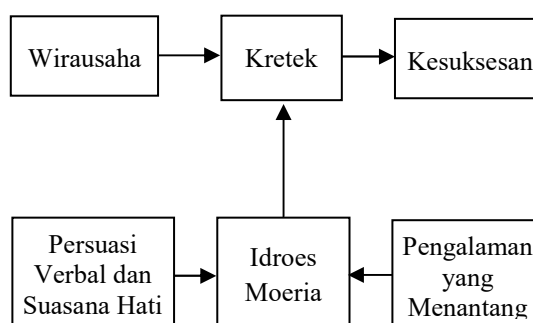 Wirausaha
Kretek
Kesuksesan
Persuasi
Verbal dan
Suasana Hati
Idroes
Moeria
Pengalaman
yang
Menantang